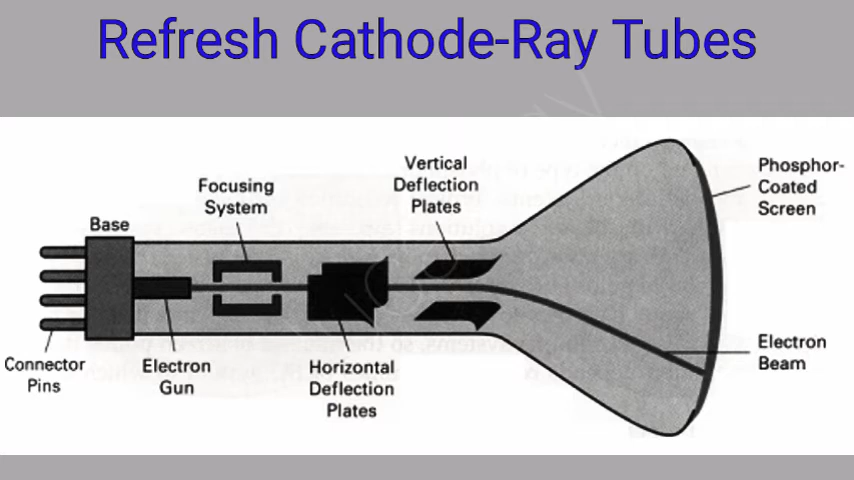 Refresh Cathode-Ray Tubes
Base
Focusing
System
Vertical
Deflection
Plates
Phosphor-
Coated
Screen
Connector
Pins
Electron
Gun
Horizontal
Deflection
Plates
Electron
Beam